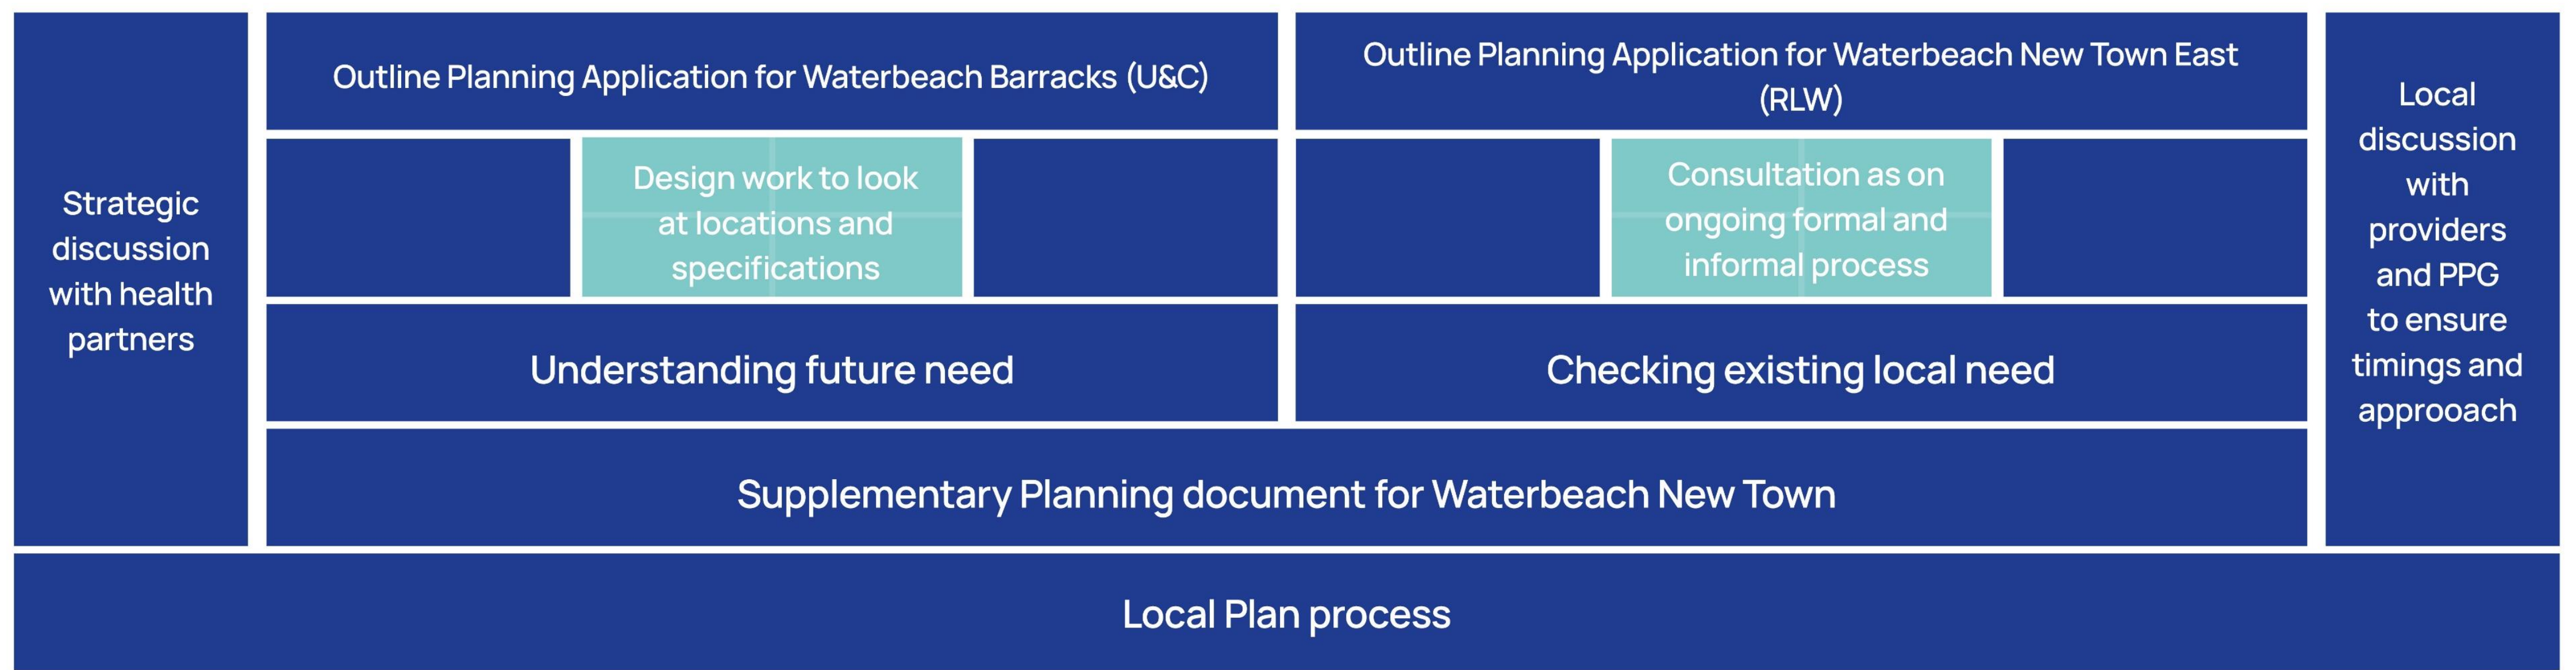 Strategic
discussion
with health
partners
Outline Planning Application for Waterbeach Barracks (U&C)
Outline Planning Application for Waterbeach New Town East
(RLW)
Design work to look
at locations and
specifications
Consultation as on
ongoing formal and
informal process
Understanding future need
Checking existing local need
Supplementary Planning document for Waterbeach New Town
Local
discussion
with
providers
and PPG
to ensure
timings and
approoach
Local Plan process